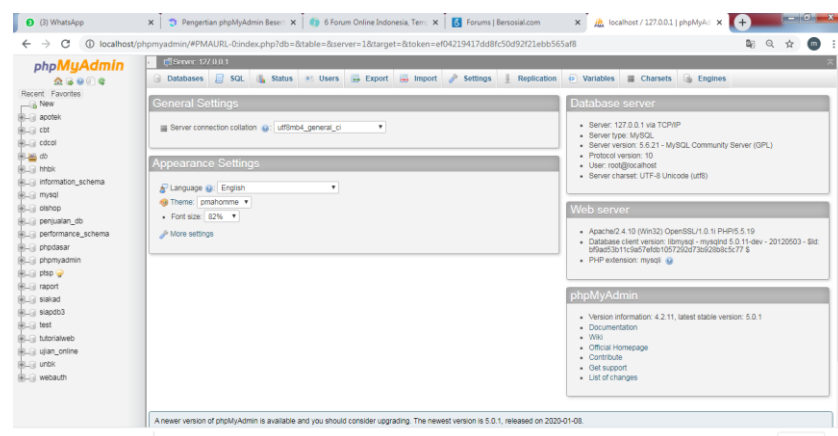 (3) WhatsApp
Pengertian phpMyAdmin Beser
6 Forum Online Indonesia, Tem
Forums | Bersosial.com
localhost / 127.0.0.1 | phpMyAd
localhost/phpmyadmin/#PMAURL-0:index.php?db=&table=&server=1&target=&token=ef04219417dd8fc50d92f21ebb565af8
phpMyAdmin
Recent Favorites
New
apotek
cbt
cdcol
db
hhbk
information_schema
mysql
olshop
penjualan_db
performance_schema
phpdasar
phpmyadmin
ptsp
raport
siakad
siapdb3
test
tutorialweb
ujian_online
unbk
webauth
Server: 127.0.0.1
Databases SQL Status Users Export Import Settings Replication Variables Charsets Engines
General Settings
Server connection collation : utf8mb4_general_ci
Appearance Settings
Language : English
Theme: pmahomme
Font size: 82%
More settings
Database server
Server: 127.0.0.1 via TCP/IP
Server type: MySQL
Server version: 5.6.21 - MySQL Community Server (GPL)
Protocol version: 10
User: root@localhost
Server charset: UTF-8 Unicode (utf8)
Web server
Apache/2.4.10 (Win32) OpenSSL/1.0.1i PHP/5.5.19
Database client version: libmysql - mysqlnd 5.0.11-dev - 20120503 - $Id:
bf9ad53b11c9a57efdb1057292d73b928b8c5c77 $
PHP extension: mysqli
phpMyAdmin
Version information: 4.2.11, latest stable version: 5.0.1
Documentation
Wiki
Official Homepage
Contribute
Get support
List of changes
A newer version of phpMyAdmin is available and you should consider upgrading. The newest version is 5.0.1, released on 2020-01-08.